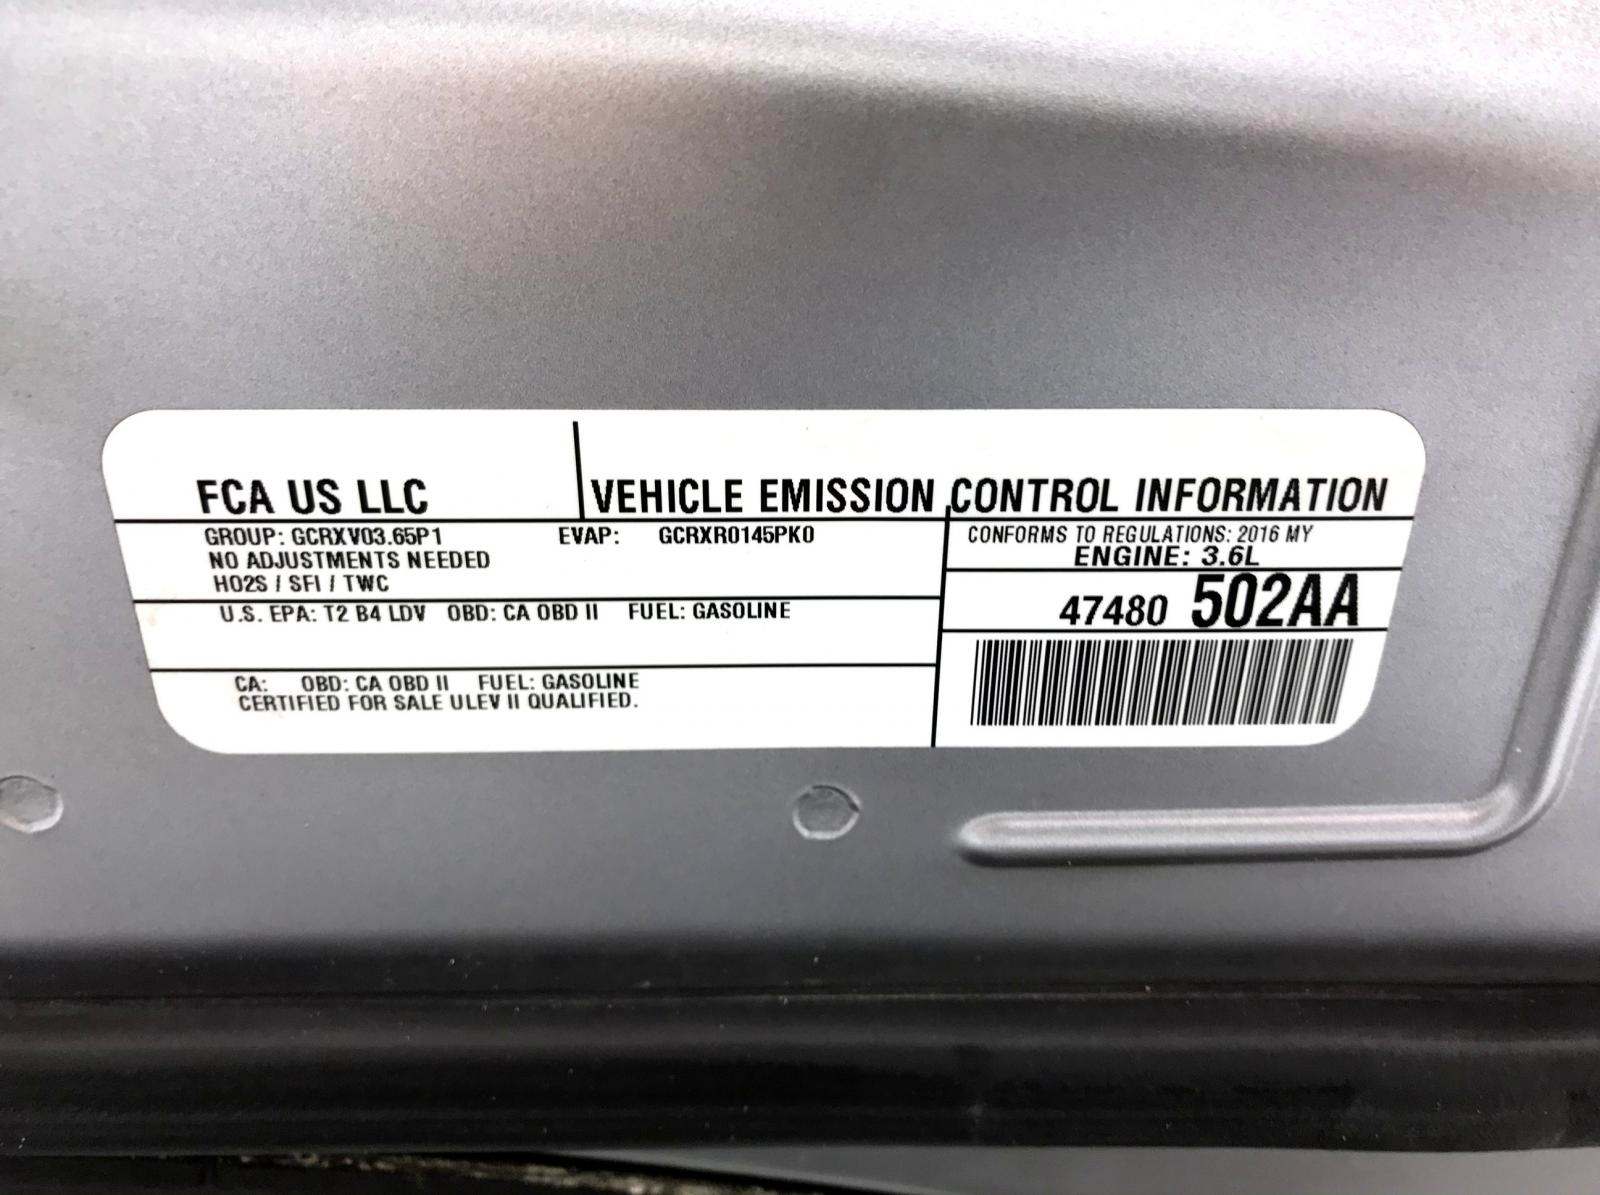 FCA US LLC
VEHICLE EMISSION CONTROL INFORMATION
GROUP: GCRXV03.65P1 EVAP: GCRXR0145PK0
NO ADJUSTMENTS NEEDED
HO2S / SFI / TWC
CONFORMS TO REGULATIONS: 2016 MY
ENGINE: 3.6L
47480 502AA
U.S. EPA: T2 B4 LDV OBD: CA OBD II FUEL: GASOLINE
CA: OBD: CA OBD II FUEL: GASOLINE
CERTIFIED FOR SALE ULEV II QUALIFIED.